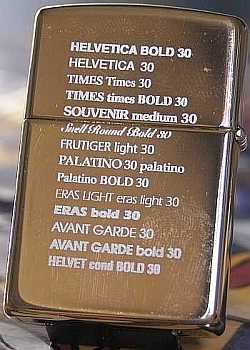 HELVETICA BOLD 30
HELVETICA 30
TIMES Times 30
TIMES times BOLD 30
SOUVENIR medium 30
Snell Round Bold 30
FRUTIGER light 30
PALATINO 30 palatino
Palatino BOLD 30
ERAS LIGHT eras light 30
ERAS bold 30
AVANT GARDE 30
AVANT GARDE bold 30
HELVET cond BOLD 30